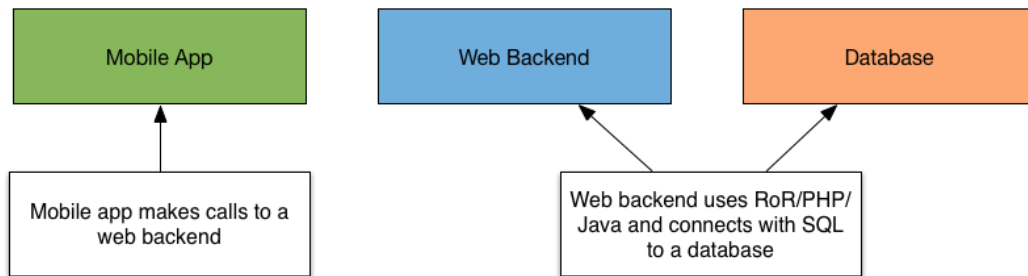 Mobile App
Web Backend
Database
Mobile app makes calls to a
web backend
Web backend uses RoR/PHP/
Java and connects with SQL
to a database